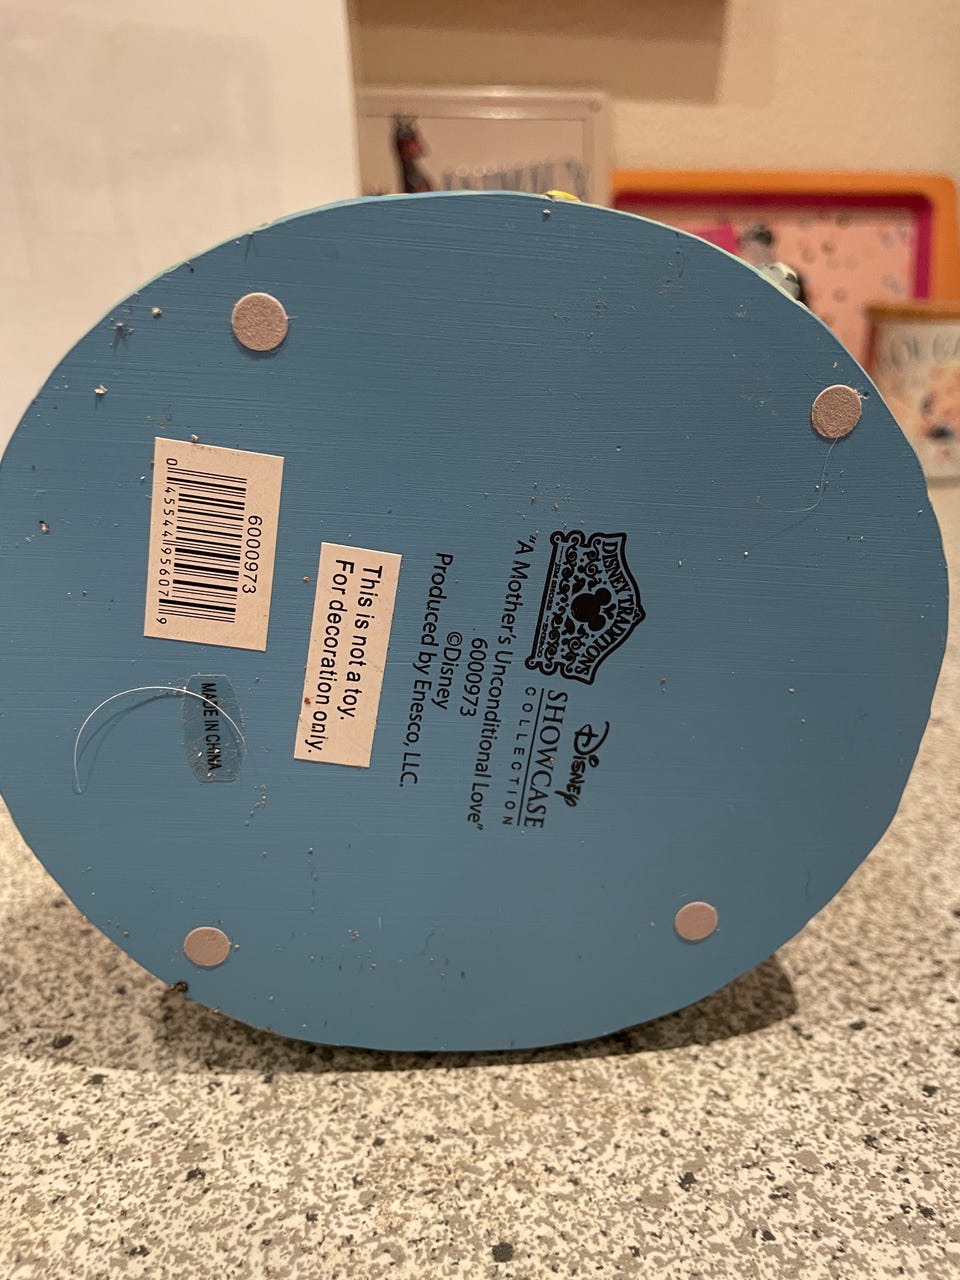 DISNEY TRADITIONS
Disney
SHOWCASE
COLLECTION
"A Mother's Unconditional Love"
6000973
©Disney
Produced by Enesco, LLC.
This is not a toy.
For decoration only.
6000973
0 45544 95607 9
MADE IN CHINA